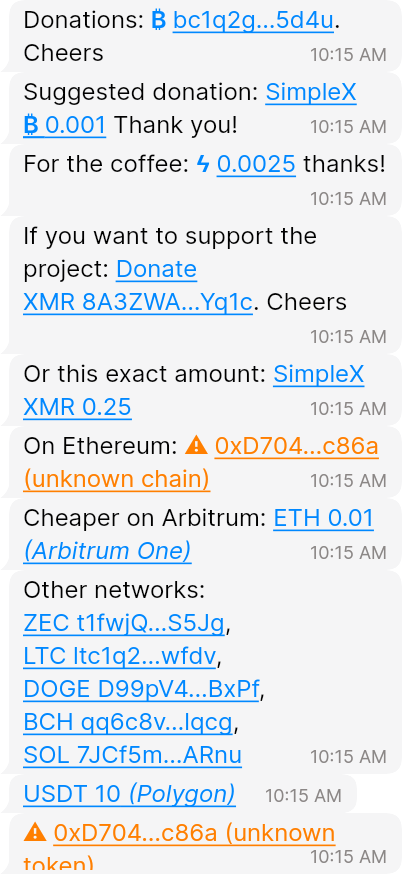 Donations: ₿ bc1q2g...5d4u.
Cheers 10:15 AM
Suggested donation: SimpleX
₿ 0.001 Thank you! 10:15 AM
For the coffee: ϟ 0.0025 thanks!
10:15 AM
If you want to support the
project: Donate
XMR 8A3ZWA...Yq1c. Cheers
10:15 AM
Or this exact amount: SimpleX
XMR 0.25 10:15 AM
On Ethereum: ⚠ 0xD704...c86a
(unknown chain) 10:15 AM
Cheaper on Arbitrum: ETH 0.01
(Arbitrum One) 10:15 AM
Other networks:
ZEC t1fwjQ...S5Jg,
LTC ltc1q2...wfdv,
DOGE D99pV4...BxPf,
BCH qq6c8v...lqcg,
SOL 7JCf5m...ARnu 10:15 AM
USDT 10 (Polygon) 10:15 AM
⚠ 0xD704...c86a (unknown
token) 10:15 AM